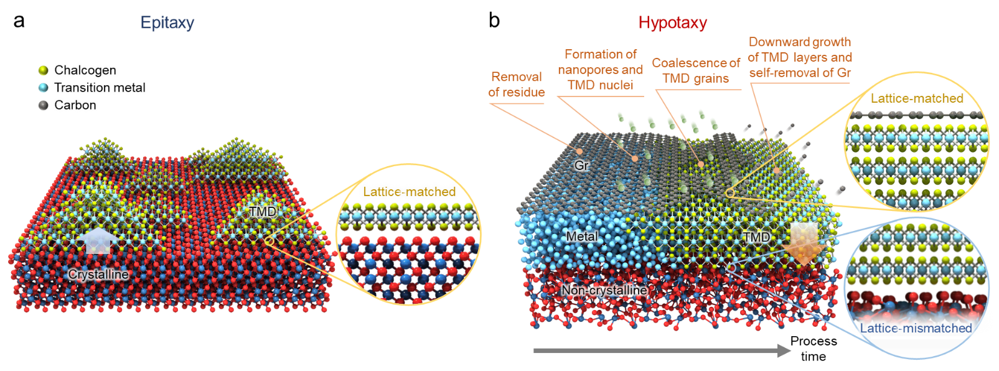 a
Epitaxy
Chalcogen
Transition metal
Carbon
Lattice-matched
TMD
Crystalline
b
Hypotaxy
Removal
of residue
Formation of
nanopores and
TMD nuclei
Coalescence of
TMD grains
Downward growth
of TMD layers and
self-removal of Gr
Lattice-matched
Gr
Metal
TMD
Non-crystalline
Lattice-mismatched
Process
time